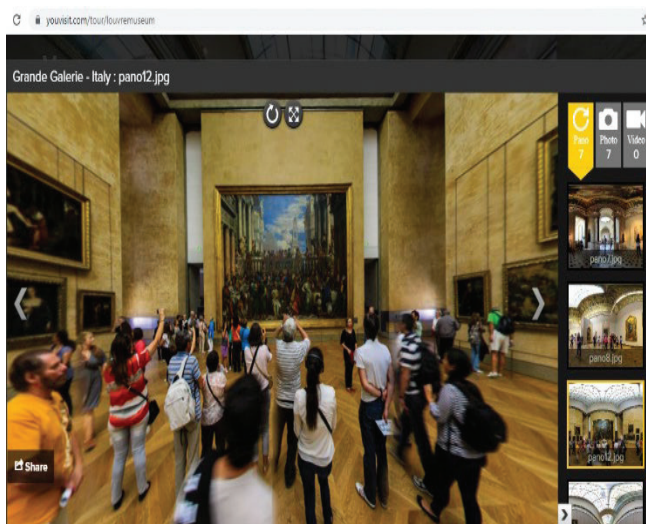 youvisit.com/tour/louvremuseum
Grande Galerie - Italy : pano12.jpg
Pano
7
Photo
7
Video
0
pano7.jpg
pano8.jpg
pano12.jpg
Share